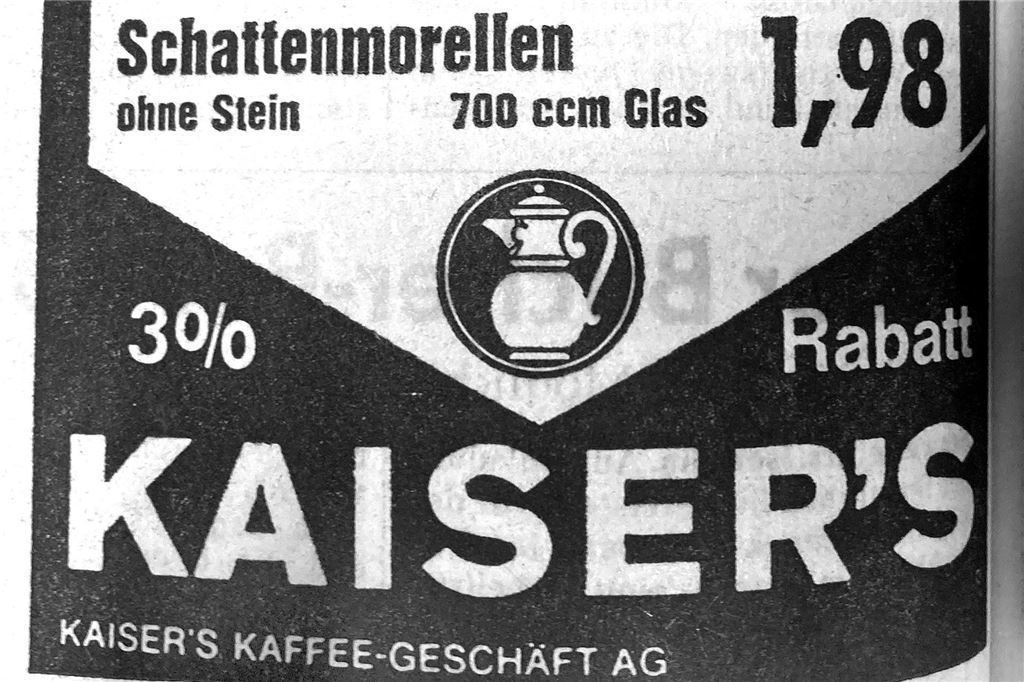 Schattenmorellen 1,98
ohne Stein 700 ccm Glas
3% Rabatt
KAISER'S
KAISER'S KAFFEE-GESCHÄFT AG